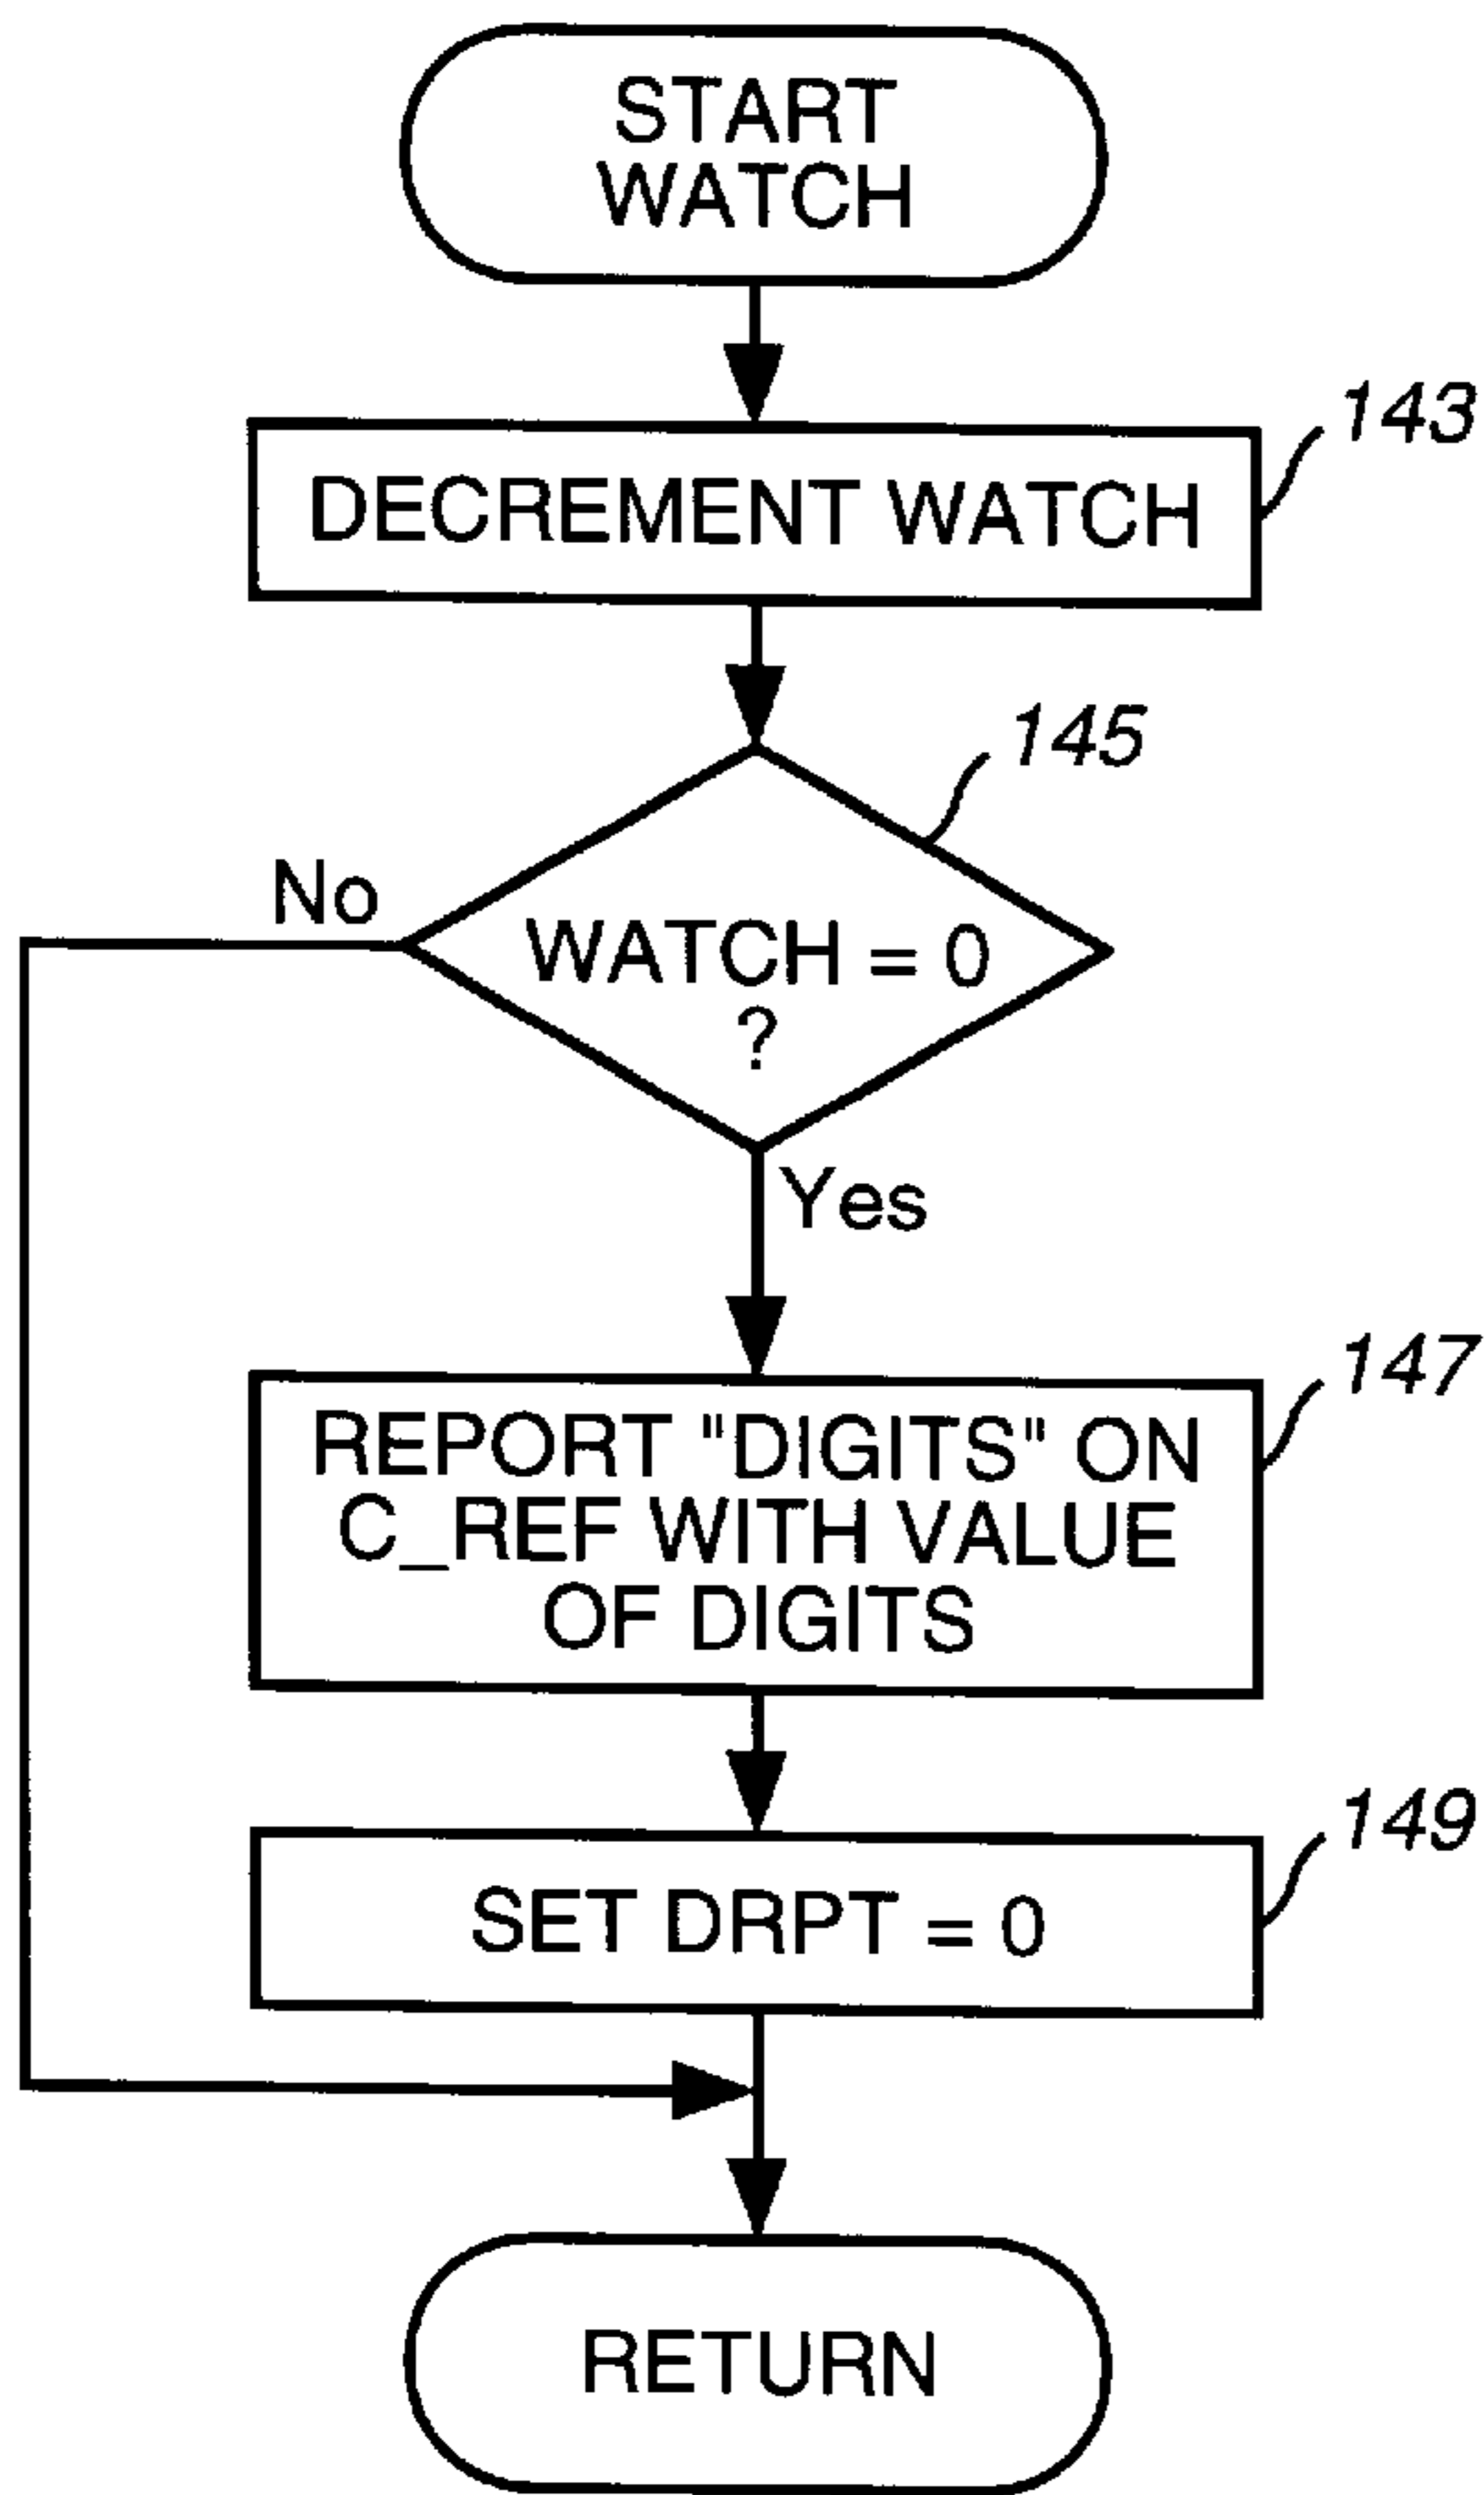 START
WATCH
143
DECREMENT WATCH
145
No
WATCH = 0
?
Yes
147
REPORT "DIGITS" ON
C_REF WITH VALUE
OF DIGITS
149
SET DRPT = 0
RETURN